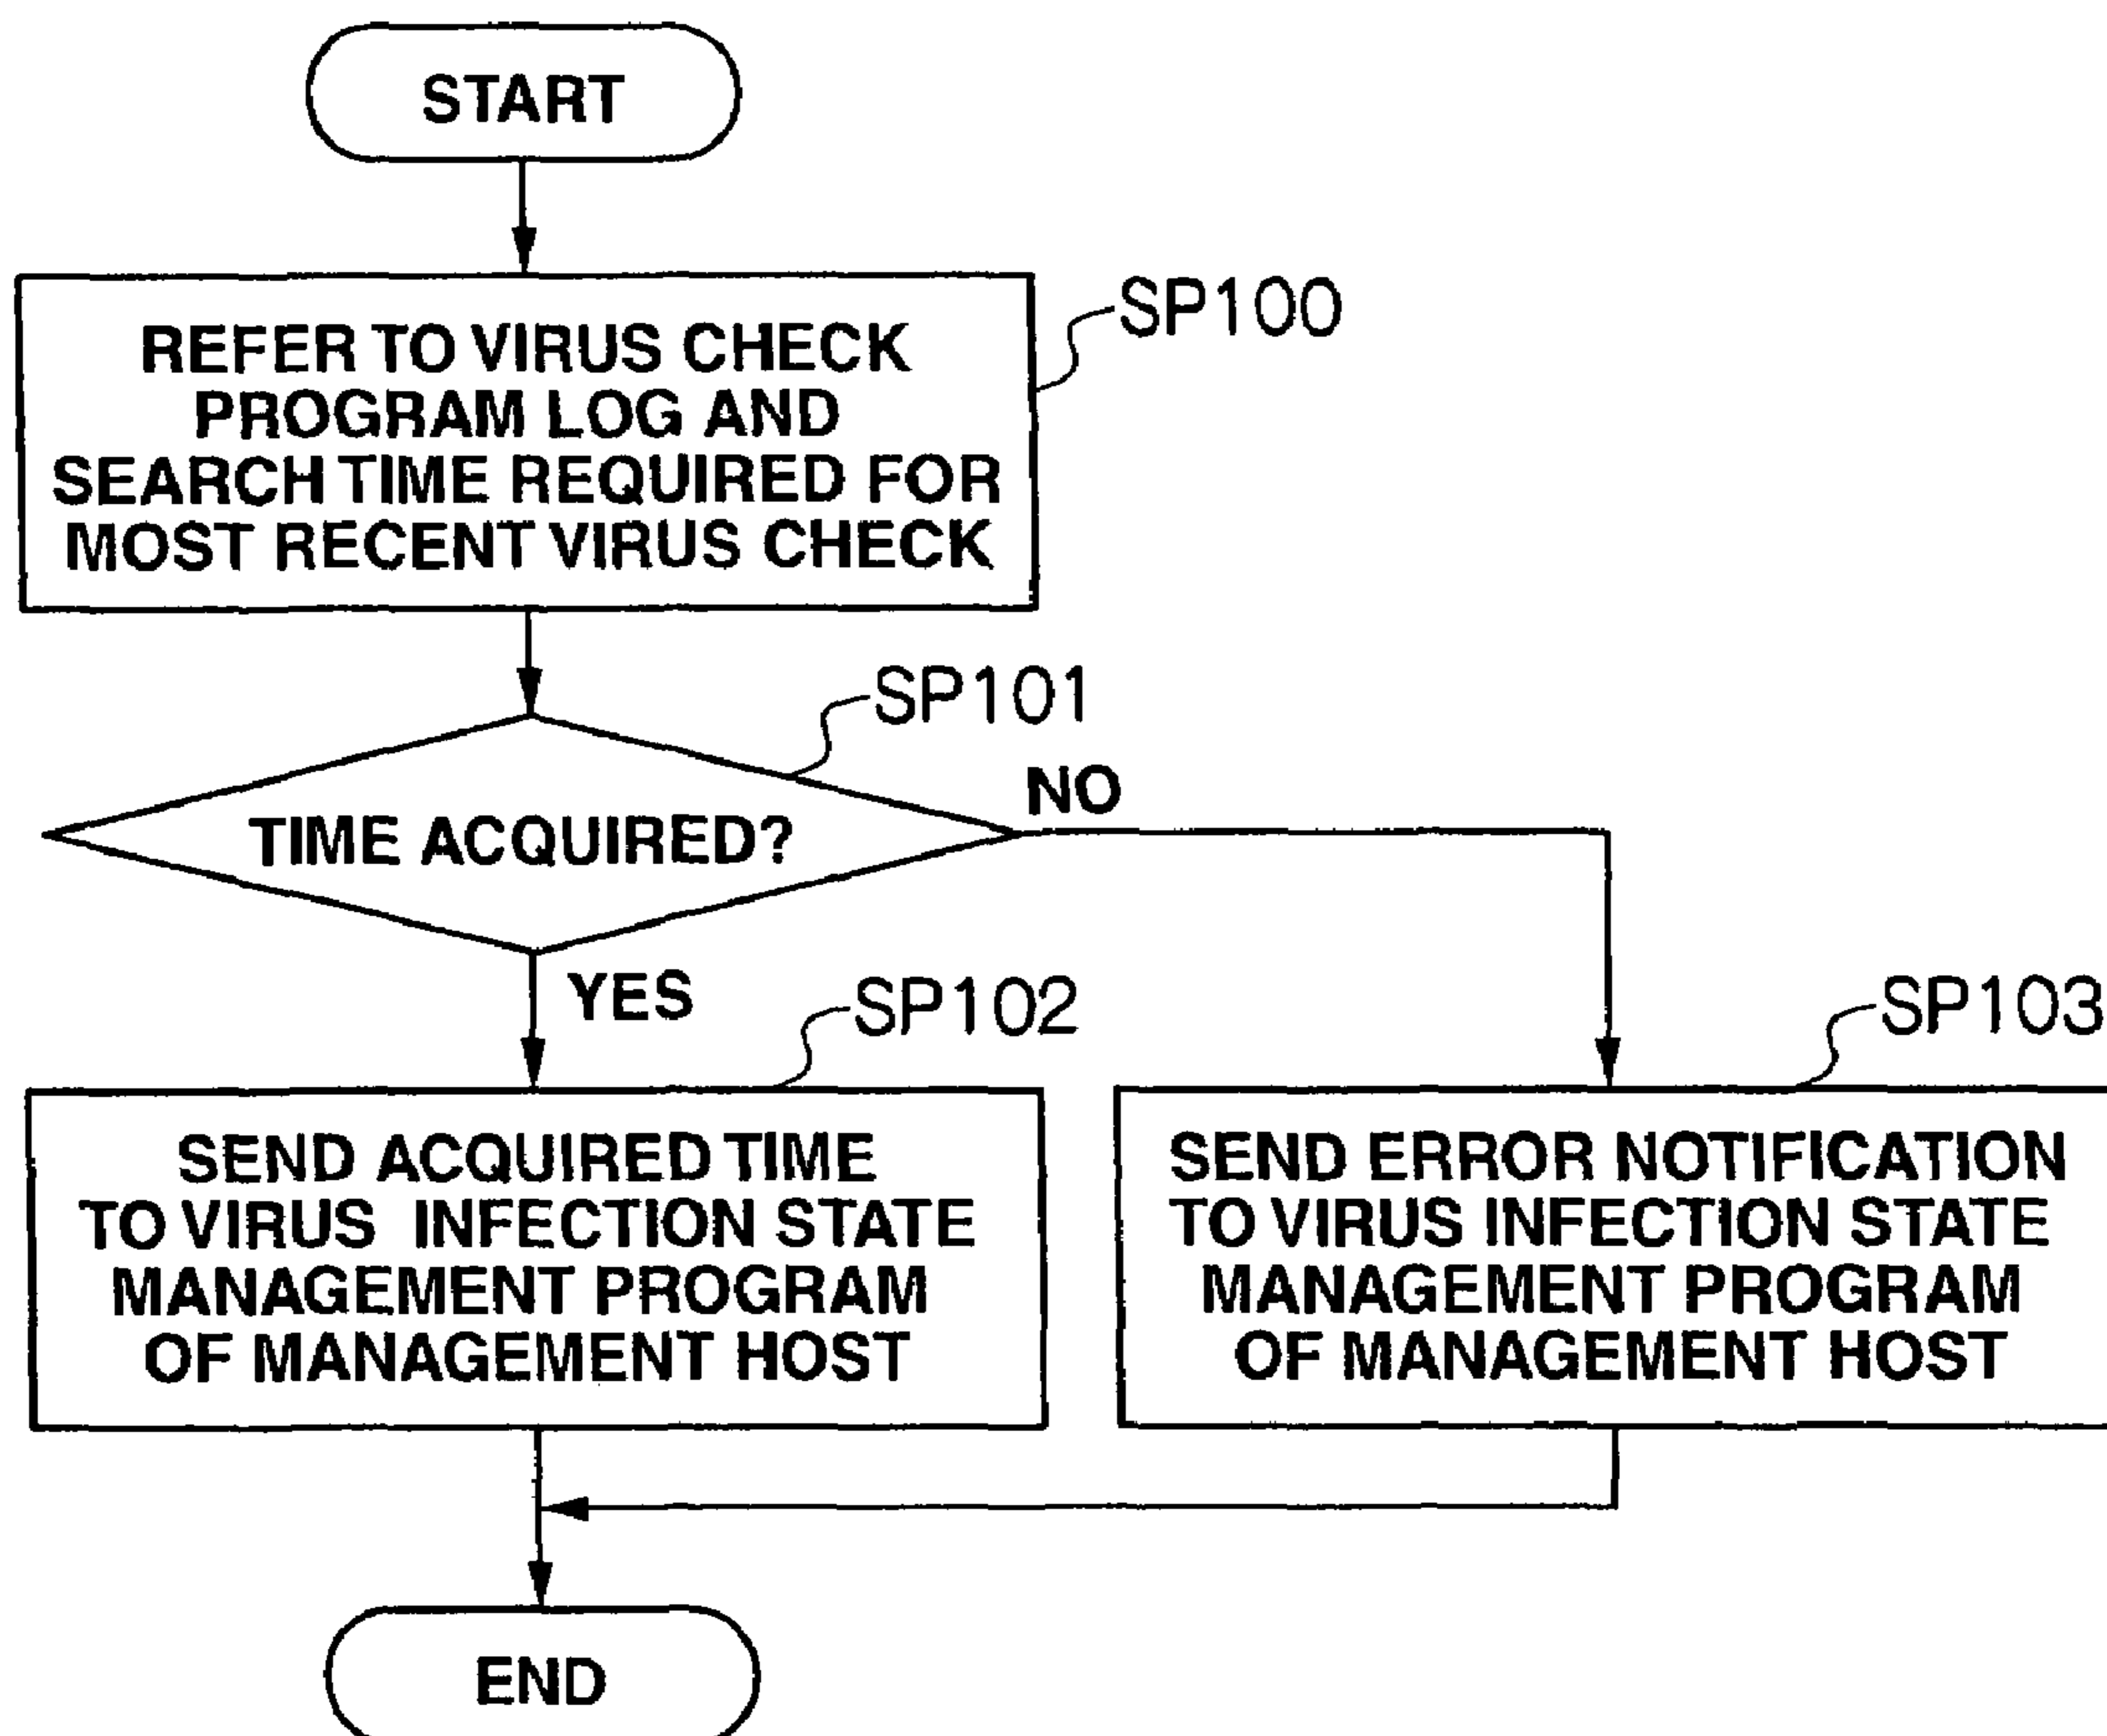 START
SP100
REFER TO VIRUS CHECK
PROGRAM LOG AND
SEARCH TIME REQUIRED FOR
MOST RECENT VIRUS CHECK
SP101
TIME ACQUIRED?
NO
YES
SP102
SEND ACQUIRED TIME
TO VIRUS INFECTION STATE
MANAGEMENT PROGRAM
OF MANAGEMENT HOST
SP103
SEND ERROR NOTIFICATION
TO VIRUS INFECTION STATE
MANAGEMENT PROGRAM
OF MANAGEMENT HOST
END